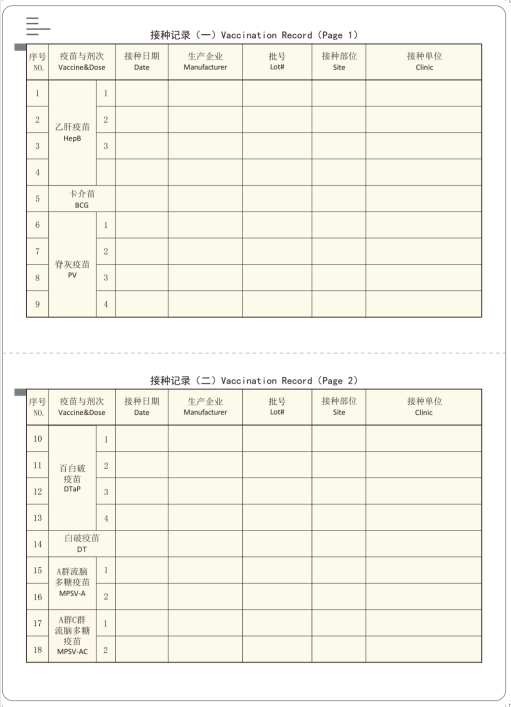 接种记录（一）Vaccination Record (Page 1)
序号 疫苗与剂次 接种日期 生产企业 批号 接种部位 接种单位
NO. Vaccine&Dose Date Manufacturer Lot# Site Clinic
1 1
2 2
乙肝疫苗
HepB
3 3
4
5 卡介苗
BCG
6 1
7 2
脊灰疫苗
PV
8 3
9 4
接种记录（二）Vaccination Record (Page 2)
序号 疫苗与剂次 接种日期 生产企业 批号 接种部位 接种单位
NO. Vaccine&Dose Date Manufacturer Lot# Site Clinic
10 1
11 百白破 2
疫苗
12 DTaP 3
13 4
14 白破疫苗
DT
15 A群流脑 1
多糖疫苗
16 MPSV-A 2
17 A群C群 1
流脑多糖
疫苗
18 MPSV-AC 2